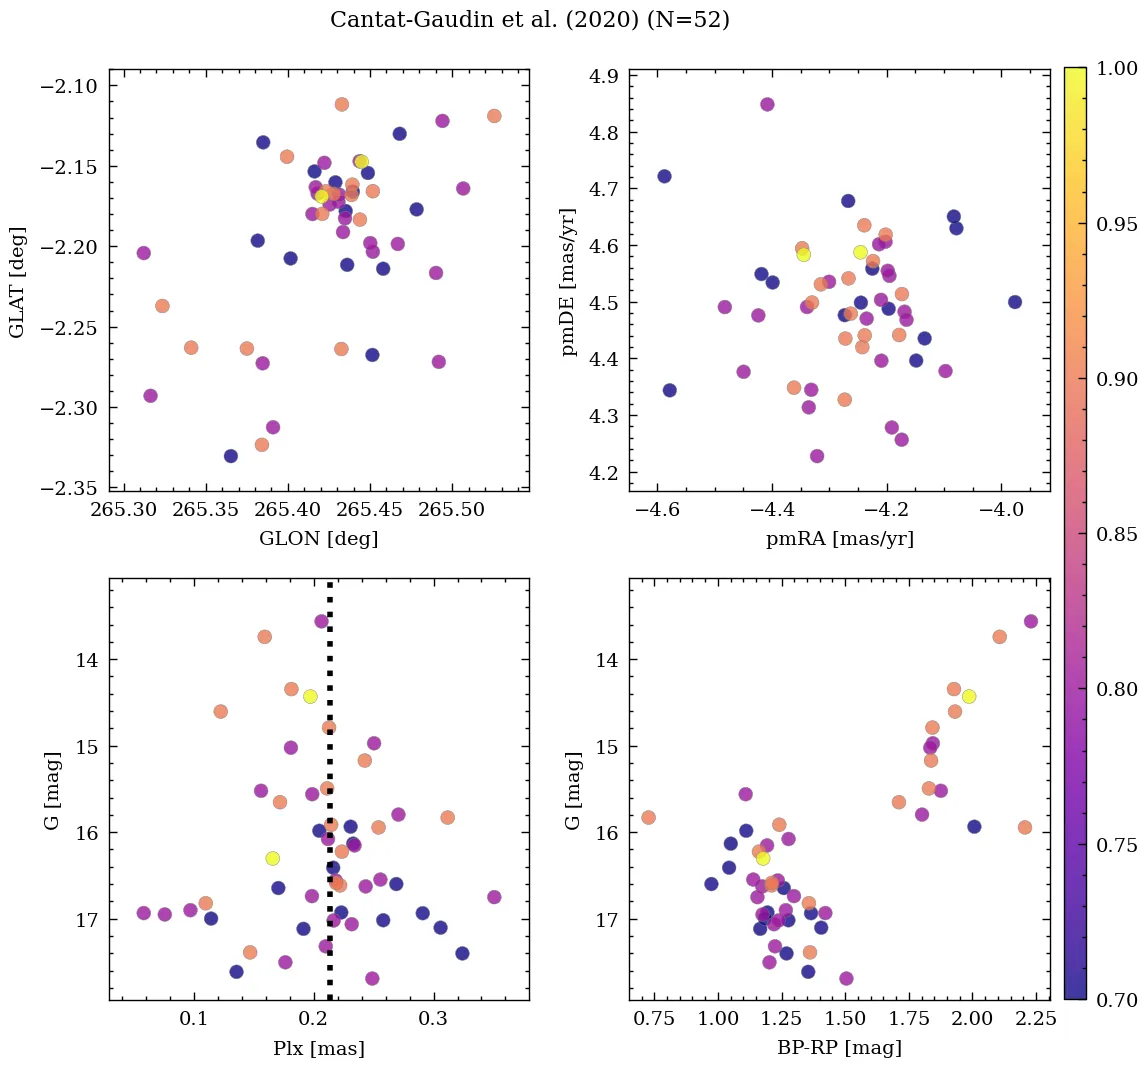 Cantat-Gaudin et al. (2020) (N=52)
−2.10
−2.15
−2.20
−2.25
−2.30
−2.35
GLAT [deg]
265.30 265.35 265.40 265.45 265.50
GLON [deg]
4.9
4.8
4.7
4.6
4.5
4.4
4.3
4.2
pmDE [mas/yr]
−4.6 −4.4 −4.2 −4.0
pmRA [mas/yr]
14
15
16
17
G [mag]
0.1 0.2 0.3
Plx [mas]
14
15
16
17
G [mag]
0.75 1.00 1.25 1.50 1.75 2.00 2.25
BP-RP [mag]
1.00
0.95
0.90
0.85
0.80
0.75
0.70